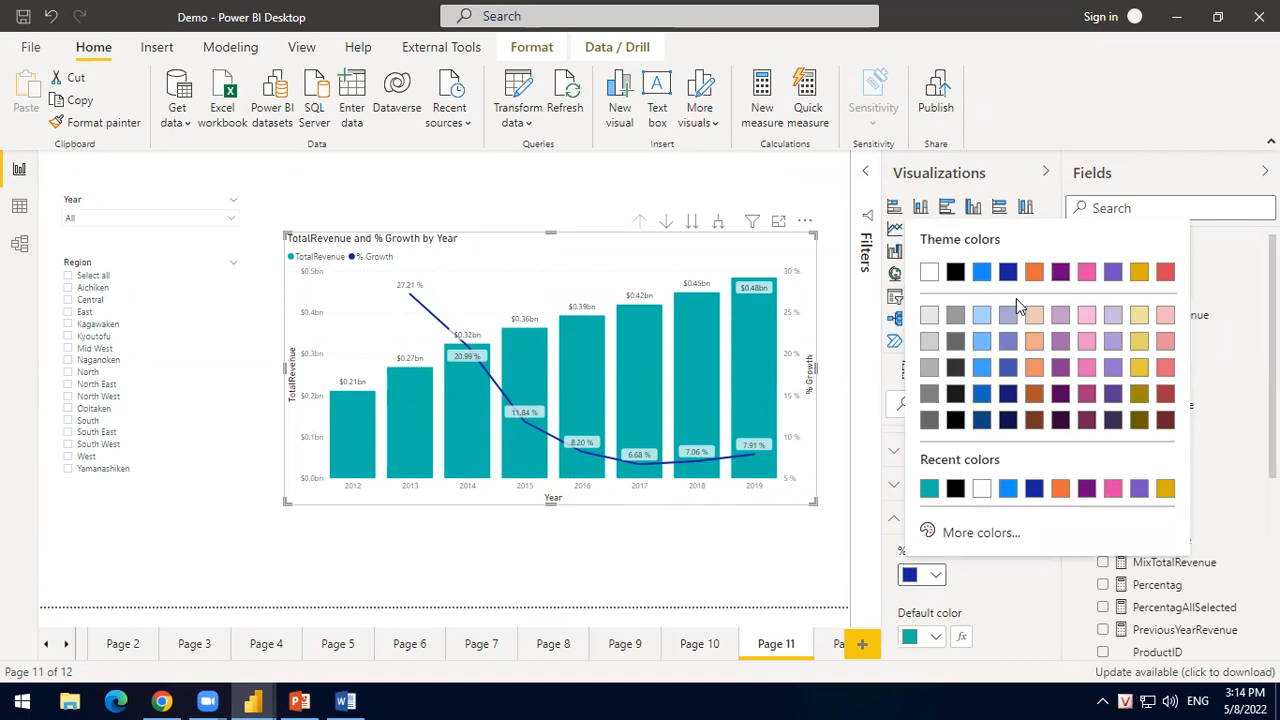 Demo - Power BI Desktop
Search
Sign in
File
Home
Insert
Modeling
View
Help
External Tools
Format
Data / Drill
Paste
Cut
Copy
Format painter
Get data
Excel workbook
Power BI datasets
SQL Server
Enter data
Dataverse
Recent sources
Transform data
Refresh
New visual
Text box
More visuals
New measure
Quick measure
Sensitivity
Publish
Clipboard
Data
Queries
Insert
Calculations
Sensitivity
Share
Year
All
Region
Select all
Aichiken
Central
East
Kagawaken
Kyoutofu
Mid West
Naganoken
North
North East
North West
Ooitaken
South
South East
South West
West
Yamanashiken
TotalRevenue and % Growth by Year
TotalRevenue % Growth
$0.5bn
$0.4bn
$0.3bn
$0.2bn
$0.1bn
$0.0bn
TotalRevenue
$0.21bn
$0.27bn
$0.32bn
$0.36bn
$0.39bn
$0.42bn
$0.45bn
$0.48bn
27.21 %
20.99 %
11.84 %
8.20 %
6.68 %
7.06 %
7.91 %
30 %
25 %
20 %
15 %
10 %
5 %
% Growth
2012 2013 2014 2015 2016 2017 2018 2019
Year
Filters
Visualizations
Fields
Search
Theme colors
Recent colors
More colors...
Default color
fx
MixTotalRevenue
Percentag
PercentagAllSelected
PreviousYearRevenue
ProductID
Page 2
Page 3
Page 4
Page 5
Page 6
Page 7
Page 8
Page 9
Page 10
Page 11
Pa
Page 11 of 12
Update available (click to download)
ENG
3:14 PM
5/8/2022